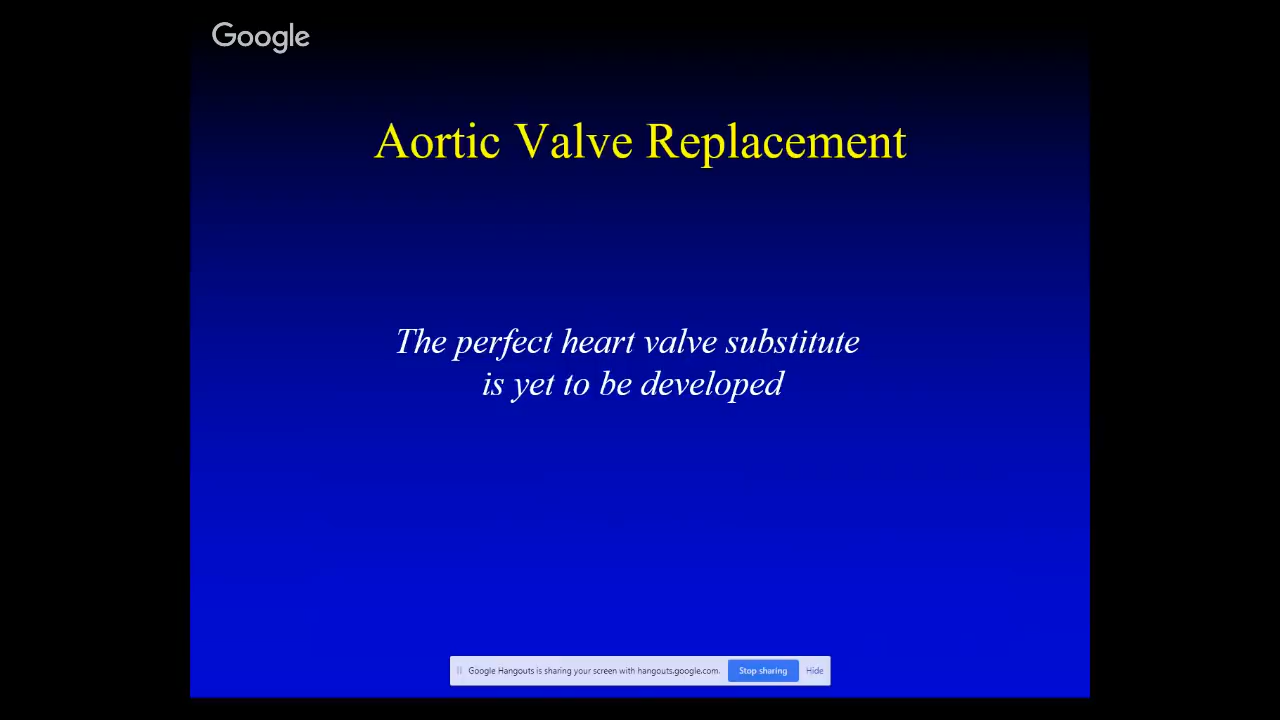 Google
Aortic Valve Replacement
The perfect heart valve substitute
is yet to be developed
Google Hangouts is sharing your screen with hangouts.google.com.
Stop sharing
Hide